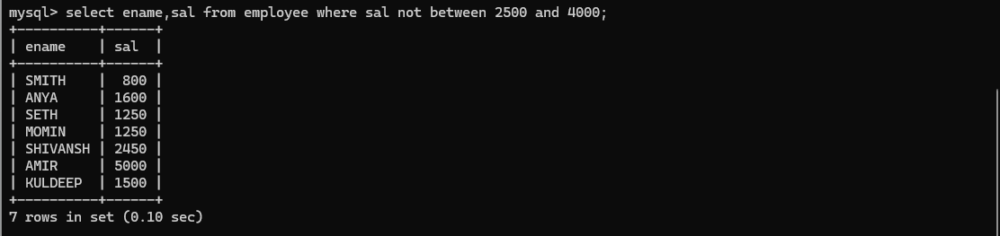 mysql> select ename,sal from employee where sal not between 2500 and 4000;
+----------+------+
| ename    | sal  |
+----------+------+
| SMITH    |  800 |
| ANYA     | 1600 |
| SETH     | 1250 |
| MOMIN    | 1250 |
| SHIVANSH | 2450 |
| AMIR     | 5000 |
| KULDEEP  | 1500 |
+----------+------+
7 rows in set (0.10 sec)